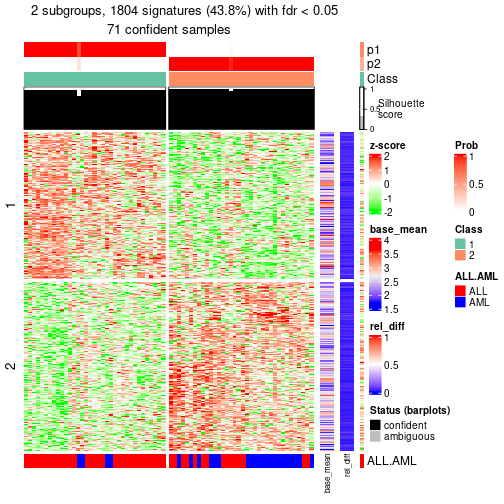 2 subgroups, 1804 signatures (43.8%) with fdr < 0.05
71 confident samples
p1
p2
Class
1
0.5
0
Silhouette
score
1
2
z-score
2
1
0
-1
-2
Prob
1
0.5
0
base_mean
4
3.5
3
2.5
2
1.5
Class
1
2
ALL.AML
ALL
AML
rel_diff
1
0.5
0
Status (barplots)
confident
ambiguous
ALL.AML
base_mean
rel_diff